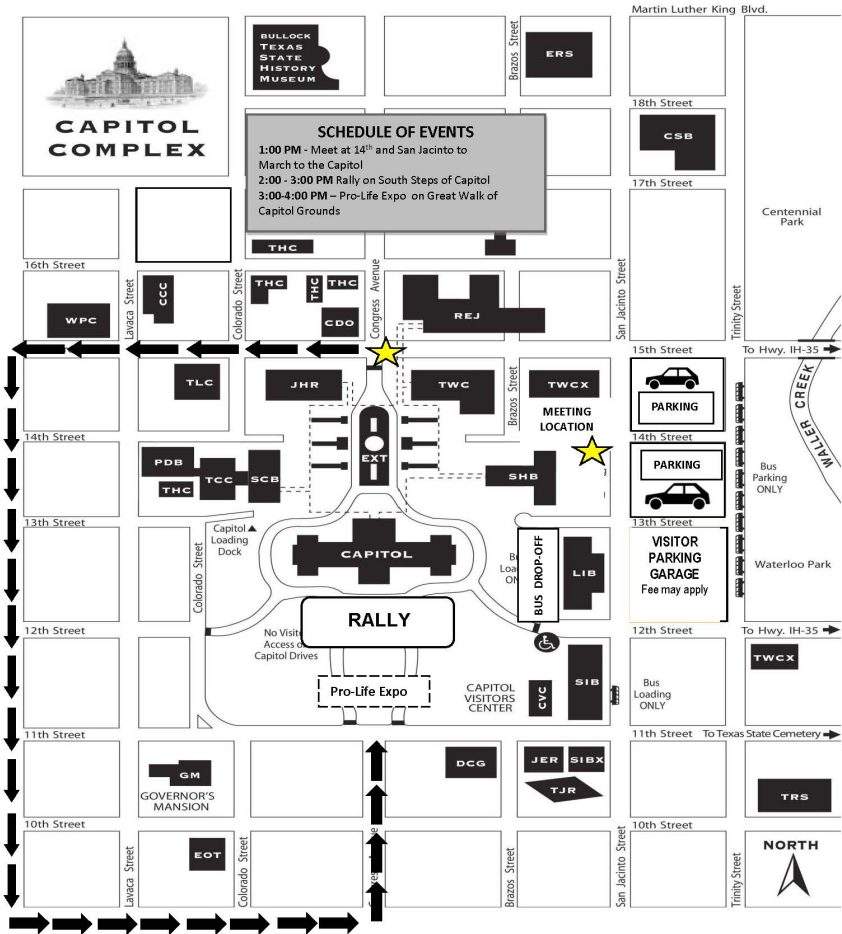 Martin Luther King Blvd.
BULLOCK
TEXAS
STATE
HISTORY
MUSEUM
Brazos Street
ERS
CAPITOL
COMPLEX
18th Street
CSB
17th Street
SCHEDULE OF EVENTS
1:00 PM - Meet at 14th and San Jacinto to
March to the Capitol
2:00 - 3:00 PM Rally on South Steps of Capitol
3:00-4:00 PM – Pro-Life Expo on Great Walk of
Capitol Grounds
Centennial
Park
THC
16th Street
Lavaca Street
Colorado Street
Congress Avenue
San Jacinto Street
Trinity Street
WPC
CCC
THC
THC
THC
CDO
REJ
15th Street
To Hwy. IH-35
TLC
JHR
TWC
Brazos Street
TWCX
MEETING
LOCATION
PARKING
WALLER CREEK
14th Street
14th Street
PDB
THC
TCC
SCB
EXT
SHB
PARKING
Bus
Parking
ONLY
13th Street
13th Street
Capitol
Loading
Dock
Colorado Street
CAPITOL
BUS DROP-OFF
LIB
VISITOR
PARKING
GARAGE
Fee may apply
Waterloo Park
12th Street
RALLY
12th Street
To Hwy. IH-35
No
Access
Capitol Drives
Pro-Life Expo
CAPITOL
VISITORS
CENTER
CVC
SIB
Bus
Loading
ONLY
TWCX
11th Street
11th Street
To Texas State Cemetery
GM
GOVERNOR'S
MANSION
DCG
JER
SIBX
TJR
TRS
10th Street
10th Street
Lavaca Street
EOT
Colorado Street
Brazos Street
San Jacinto Street
Trinity Street
NORTH